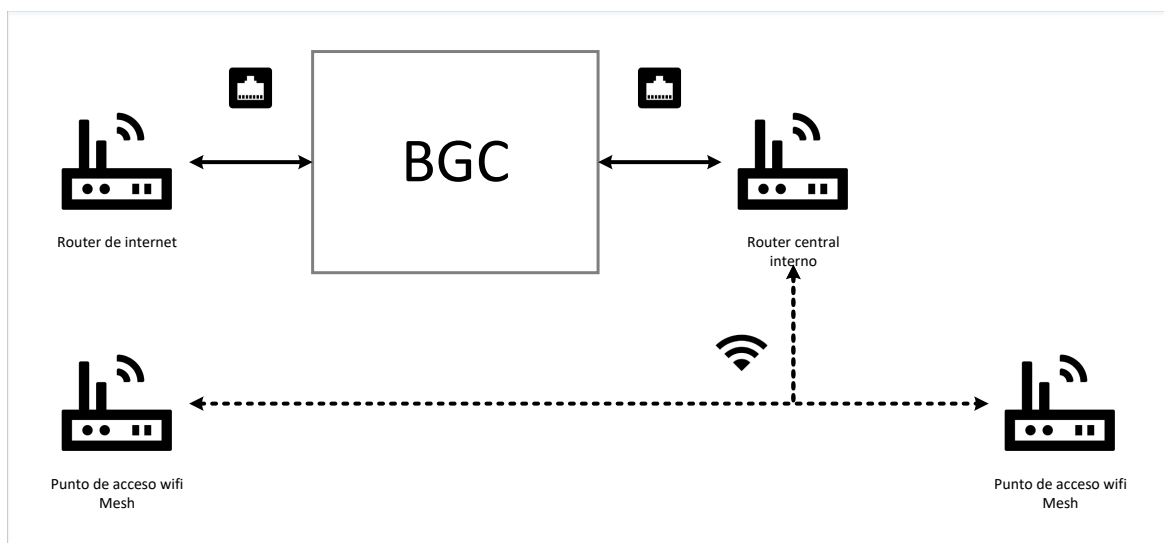 BGC
Router de internet
Router central
interno
Punto de acceso wifi
Mesh
Punto de acceso wifi
Mesh